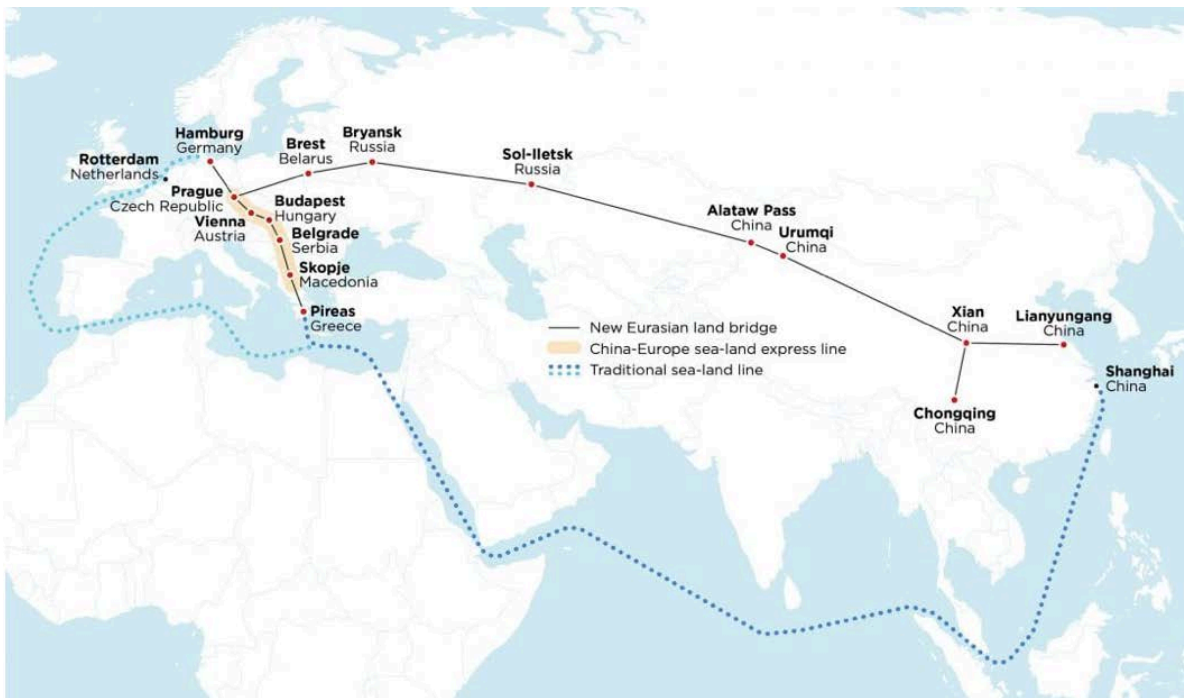 Hamburg
Germany
Rotterdam
Netherlands
Brest
Belarus
Bryansk
Russia
Sol-Iletsk
Russia
Prague
Czech Republic
Vienna
Austria
Budapest
Hungary
Belgrade
Serbia
Skopje
Macedonia
Pireas
Greece
Alataw Pass
China
Urumqi
China
Xian
China
Lianyungang
China
Shanghai
China
Chongqing
China
New Eurasian land bridge
China-Europe sea-land express line
Traditional sea-land line